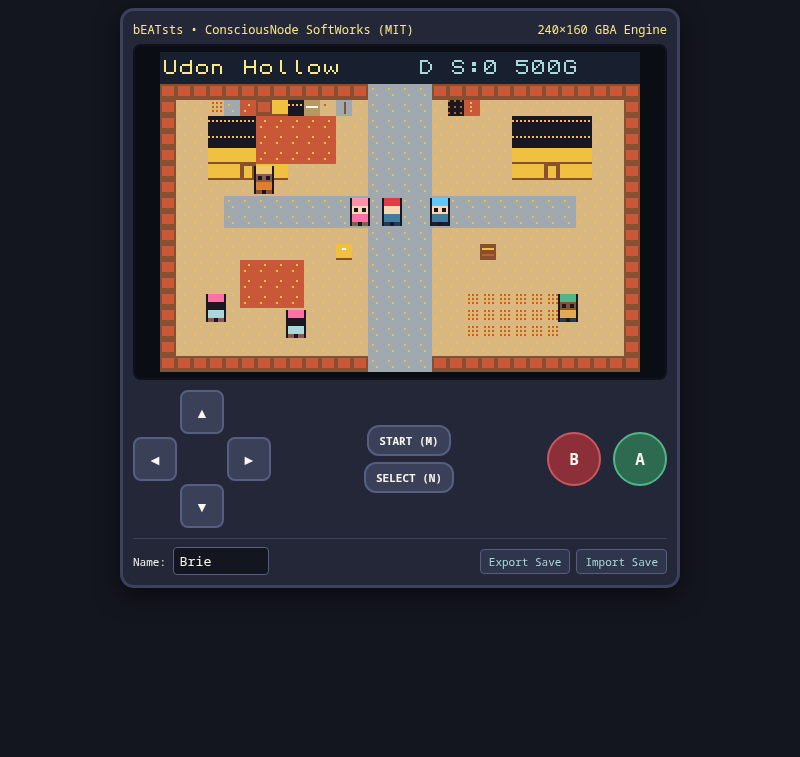 bEATsts • ConsciousNode SoftWorks (MIT)
240×160 GBA Engine
Udon Hollow D S:0 500G
▲
◄ ►
▼
START (M)
SELECT (N)
B A
Name: Brie
Export Save Import Save